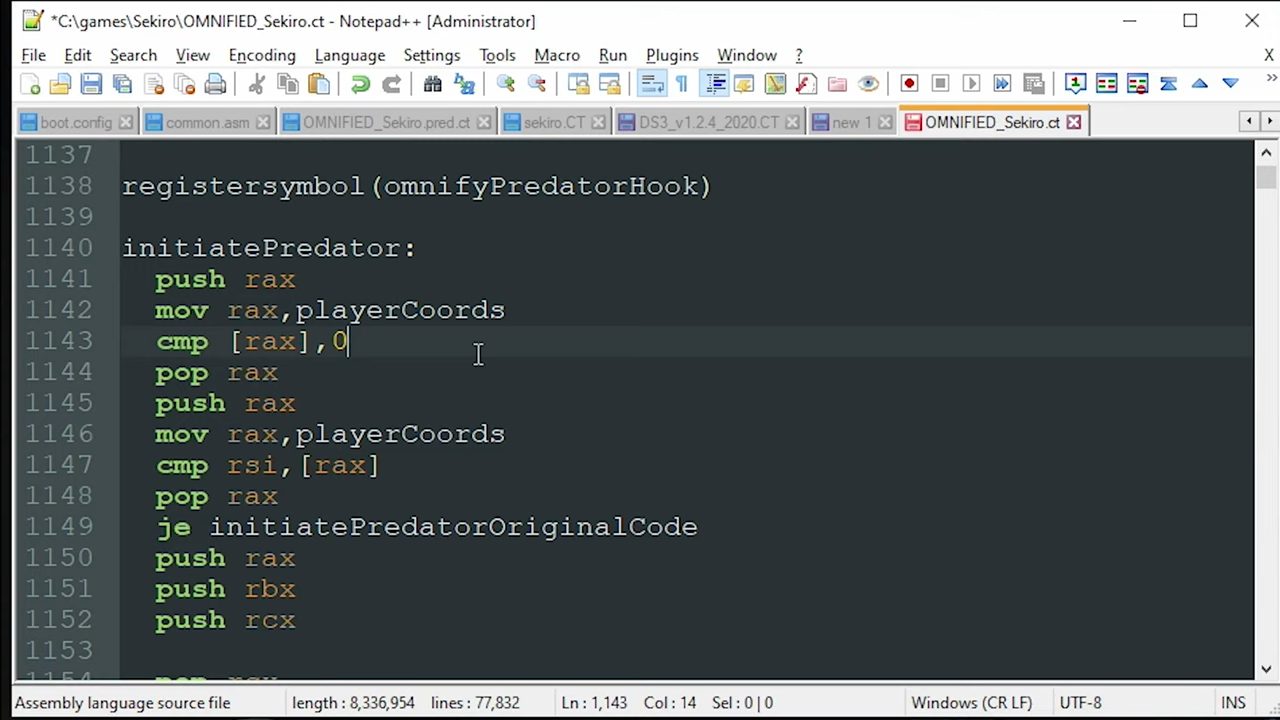 *C:\games\Sekiro\OMNIFIED_Sekiro.ct - Notepad++ [Administrator]
File Edit Search Encoding Language Settings Tools Macro Run Plugins Window ? X
boot.config common.asm OMNIFIED_Sekiro.pred.ct sekiro.CT DS3_v1.2.4_2020.CT new 1 OMNIFIED_Sekiro.ct
1137
1138 registersymbol(omnifyPredatorHook)
1139
1140 initiatePredator:
1141 push rax
1142 mov rax,playerCoords
1143 cmp [rax],0
1144 pop rax
1145 push rax
1146 mov rax,playerCoords
1147 cmp rsi,[rax]
1148 pop rax
1149 je initiatePredatorOriginalCode
1150 push rax
1151 push rbx
1152 push rcx
1153
Assembly language source file length : 8,336,954 lines : 77,832 Ln : 1,143 Col : 14 Sel : 0 | 0 Windows (CR LF) UTF-8 INS